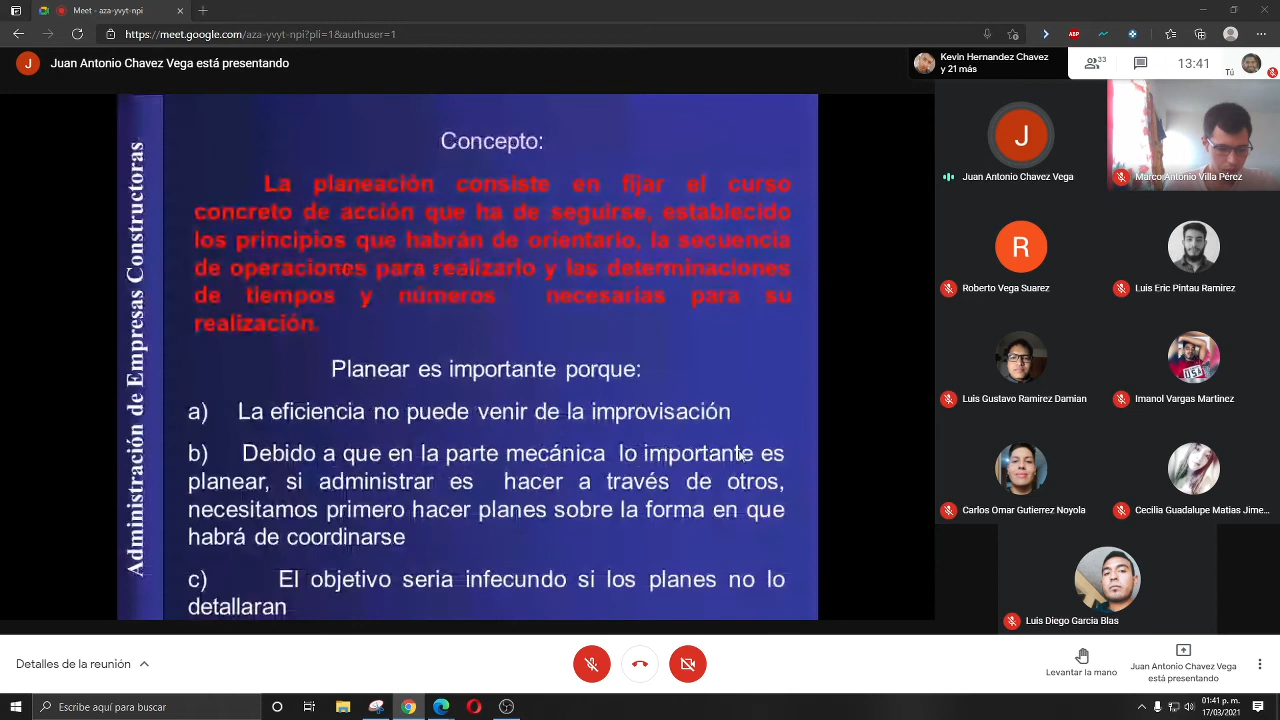 Meet - aza-yvyt-npi
https://meet.google.com/aza-yvyt-npi?pli=1&authuser=1
ABP
J
Juan Antonio Chavez Vega está presentando
Kevin Hernandez Chavez
y 21 más
33
13:41
Tú
Administración de Empresas Constructoras
Concepto:
La planeación consiste en fijar el curso
concreto de acción que ha de seguirse, establecido
los principios que habrán de orientarlo, la secuencia
de operaciones para realizarlo y las determinaciones
de tiempos y números necesarias para su
realización.
Planear es importante porque:
a) La eficiencia no puede venir de la improvisación
b) Debido a que en la parte mecánica lo importante es
planear, si administrar es hacer a través de otros,
necesitamos primero hacer planes sobre la forma en que
habrá de coordinarse
c) El objetivo seria infecundo si los planes no lo
detallaran
J
Juan Antonio Chavez Vega
Marco Antonio Villa Pérez
R
Roberto Vega Suarez
Luis Eric Pintau Ramirez
USA
Luis Gustavo Ramirez Damian
Imanol Vargas Martinez
Carlos Omar Gutierrez Noyola
Cecilia Guadalupe Matias Jime...
Luis Diego Garcia Blas
Detalles de la reunión
Levantar la mano
Juan Antonio Chavez Vega
está presentando
Escribe aquí para buscar
01:41 p. m.
17/03/2021